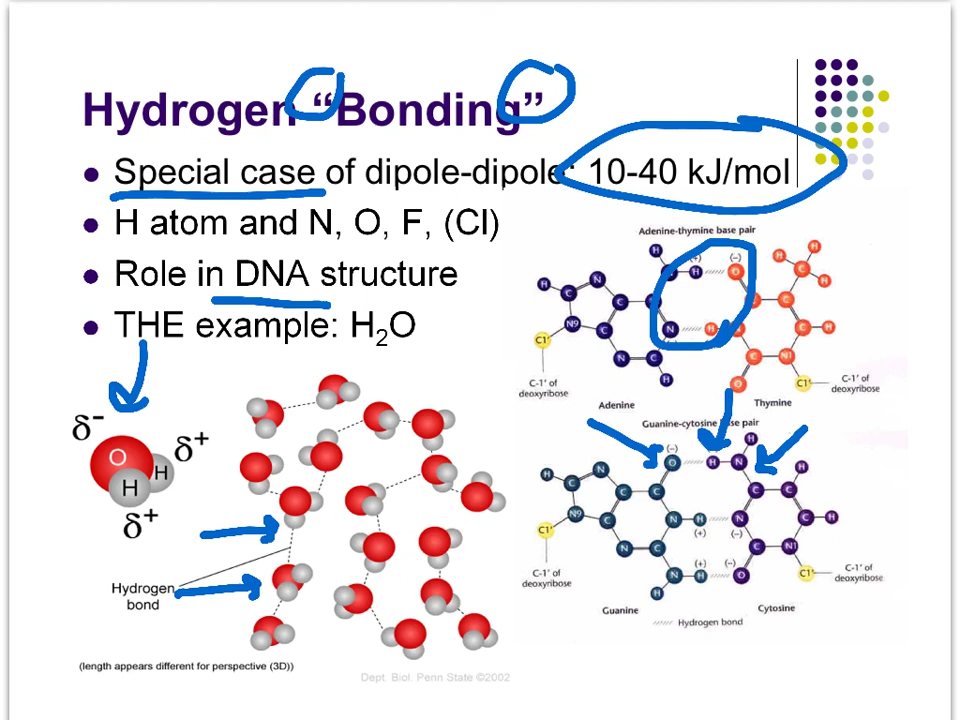 Hydrogen “Bonding”
Special case of dipole-dipole: 10-40 kJ/mol
H atom and N, O, F, (Cl)
Role in DNA structure
THE example: H2O
δ-
δ+
O
H
H
δ+
Hydrogen
bond
(length appears different for perspective (3D))
Dept. Biol. Penn State ©2002
Adenine-thymine base pair
H
H
(+)
(–)
O
H
C
N
C
N9
C
N
N
C
H
C1'
C-1' of
deoxyribose
Adenine
H
H
H
C
C
C
H
C
N1
O
C1'
C-1' of
deoxyribose
Thymine
Guanine-cytosine base pair
(–)
O
H
N
H
H
C
N
C
C
N9
C
N
C
N
H
(+)
N
H
(+)
H
C1'
C-1' of
deoxyribose
Guanine
C
C
H
N
(–)
C
H
C
N1
(–)
O
C1'
C-1' of
deoxyribose
Cytosine
Hydrogen bond